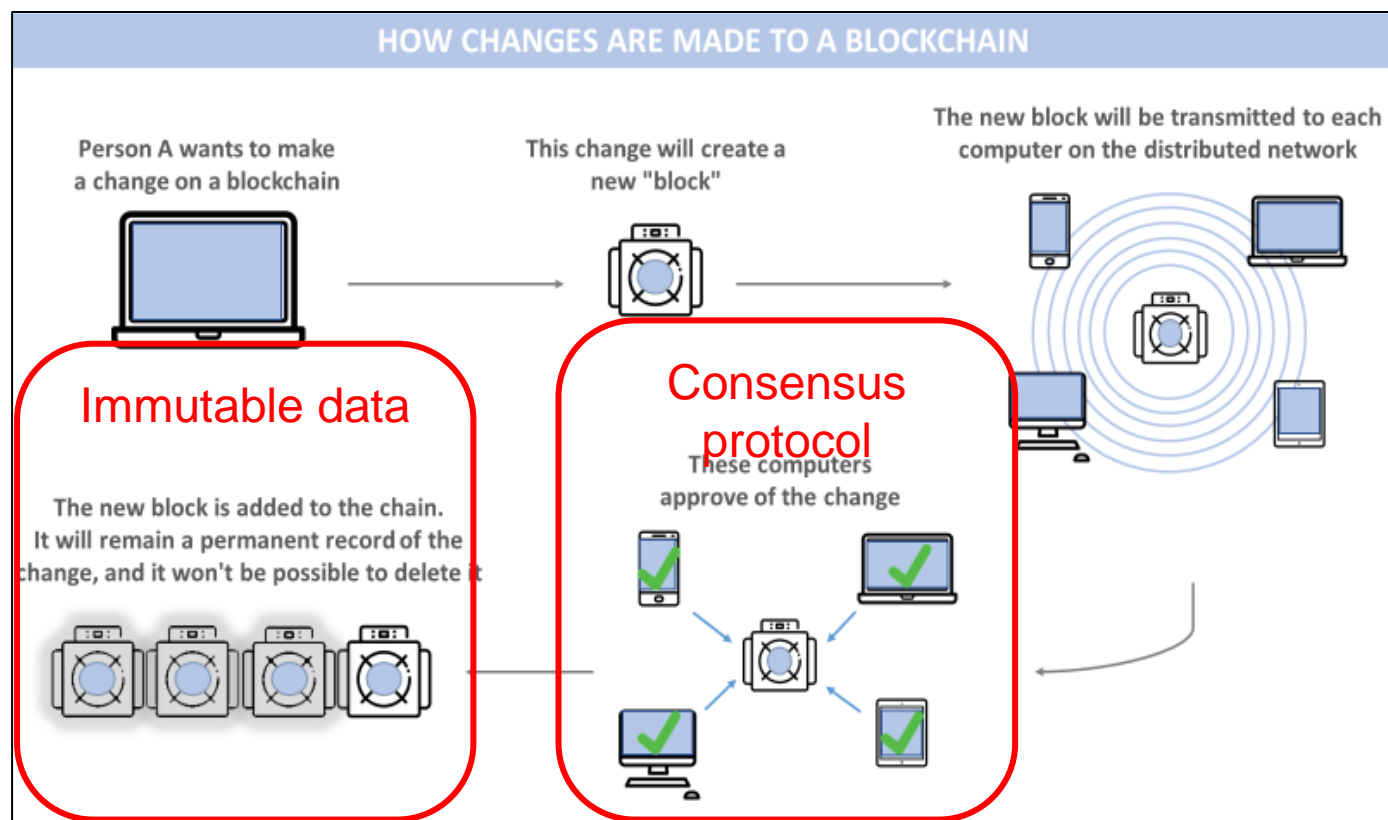 HOW CHANGES ARE MADE TO A BLOCKCHAIN
Person A wants to make
a change on a blockchain
This change will create a
new "block"
The new block will be transmitted to each
computer on the distributed network
Consensus
protocol
These computers
approve of the change
Immutable data
The new block is added to the chain.
It will remain a permanent record of the
change, and it won't be possible to delete it